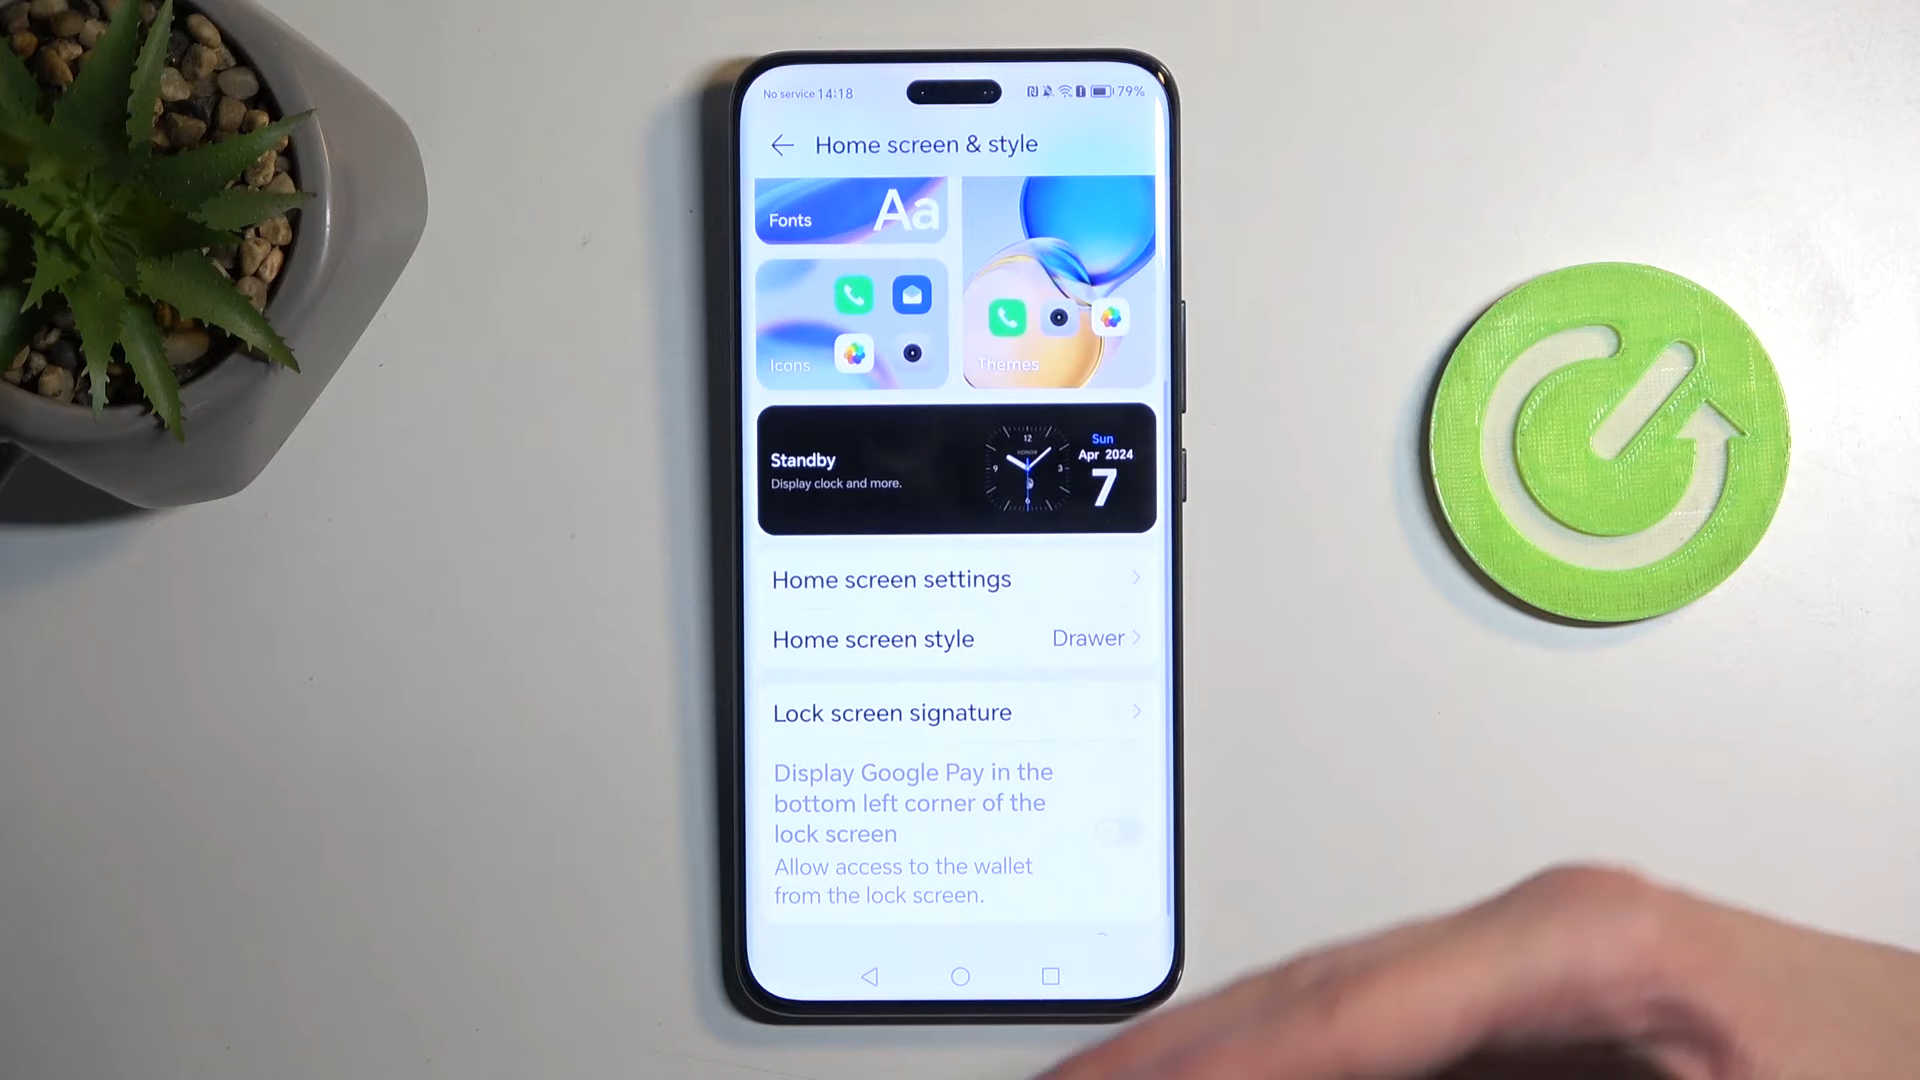 No service 14:18
79%
Home screen & style
Fonts
Aa
Icons
Themes
Standby
Display clock and more.
12
HONOR
9
3
6
Sun
Apr 2024
7
Home screen settings
Home screen style
Drawer
Lock screen signature
Display Google Pay in the
bottom left corner of the
lock screen
Allow access to the wallet
from the lock screen.